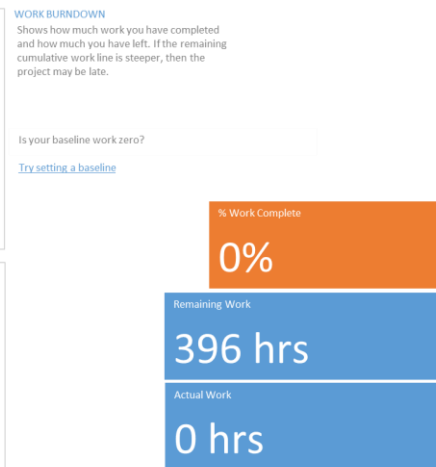 WORK BURNDOWN
Shows how much work you have completed
and how much you have left. If the remaining
cumulative work line is steeper, then the
project may be late.
Is your baseline work zero?
Try setting a baseline
% Work Complete
0%
Remaining Work
396 hrs
Actual Work
0 hrs